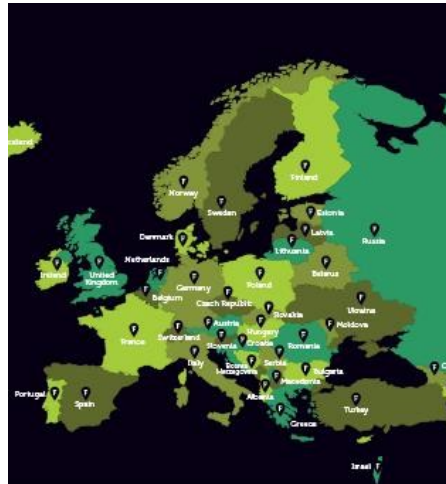 Iceland
Finland
Norway
Sweden
Estonia
Latvia
Denmark
Russia
Lithuania
Netherlands
Ireland
United
Kingdom
Belarus
Germany
Poland
Belgium
Czech Republic
Ukraine
Slovakia
Austria
Moldova
France
Switzerland
Hungary
Slovenia
Croatia
Romania
Italy
Bosnia
Herzegovina
Serbia
Bulgaria
Macedonia
Portugal
Spain
Albania
Turkey
Greece
Israel